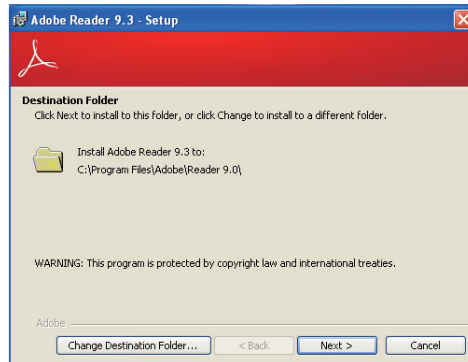 Adobe Reader 9.3 - Setup
Destination Folder
Click Next to install to this folder, or click Change to install to a different folder.
Install Adobe Reader 9.3 to:
C:\Program Files\Adobe\Reader 9.0\
WARNING: This program is protected by copyright law and international treaties.
Adobe
Change Destination Folder... < Back Next > Cancel